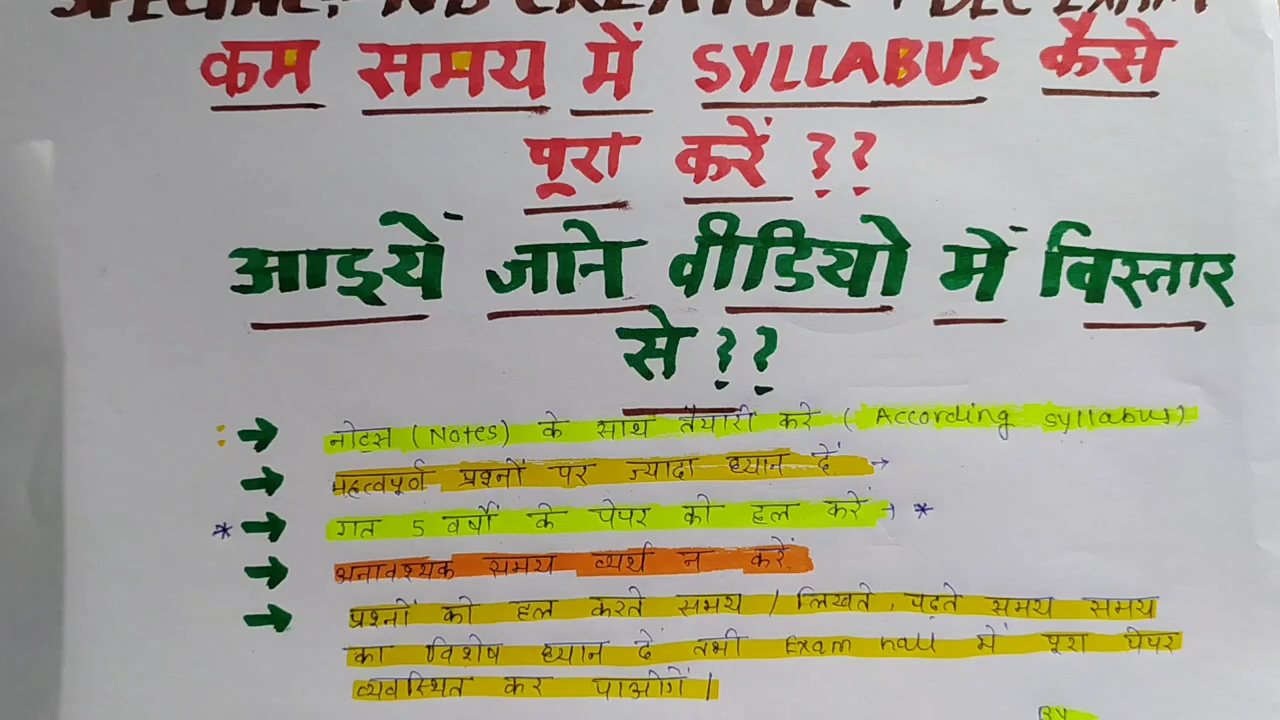 CREATOR
कम समय में SYLLABUS कैसे
पूरा करें ??
आइयें जाने वीडियो में विस्तार
से ??
नोट्स (Notes) के साथ तैयारी करे ( According syllabus)
महत्वपूर्ण प्रश्नों पर ज्यादा ध्यान दें →
* गत 5 वर्षों के पेपर को हल करें → *
अनावश्यक समय व्यर्थ न करें
प्रश्नों को हल करते समय / लिखते, पढ़ते समय समय
का विशेष ध्यान दें तभी Exam hall में पूरा पेपर
व्यवस्थित कर पाओगें |
BY